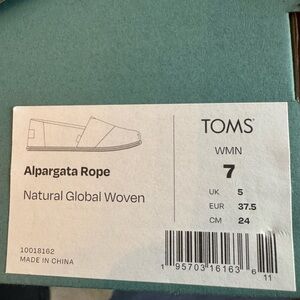 TOMS®
WMN
7
UK 5
EUR 37.5
CM 24
Alpargata Rope
Natural Global Woven
10018162
MADE IN CHINA
1 95703 16163 6
11